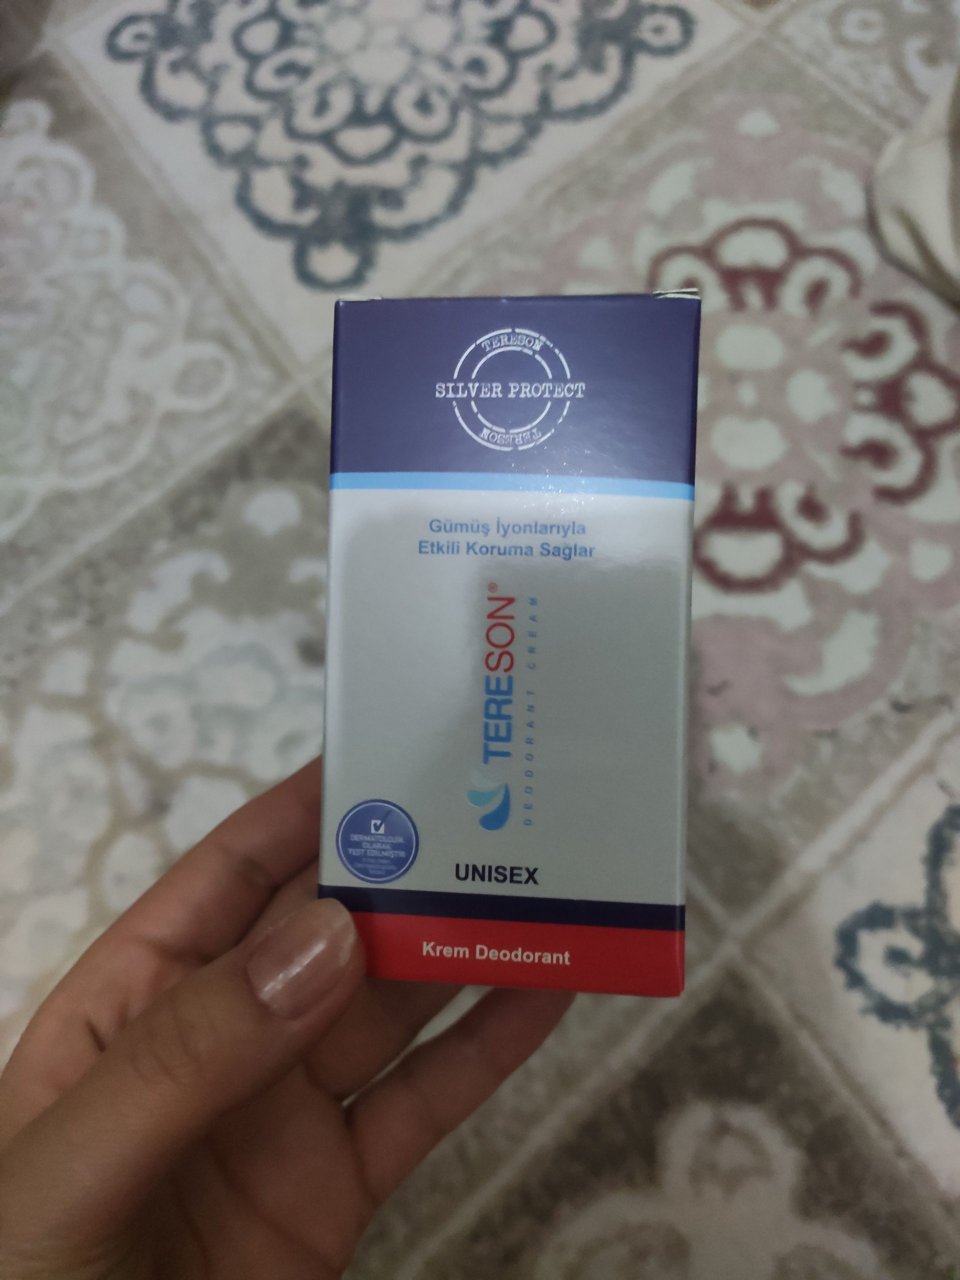 TERESON
SILVER PROTECT
TERESON
Gümüş İyonlarıyla
Etkili Koruma Sağlar
TERESON®
DEODORANT CREAM
DERMATOLOJİK
OLARAK
TEST EDİLMİŞTİR
UNISEX
Krem Deodorant